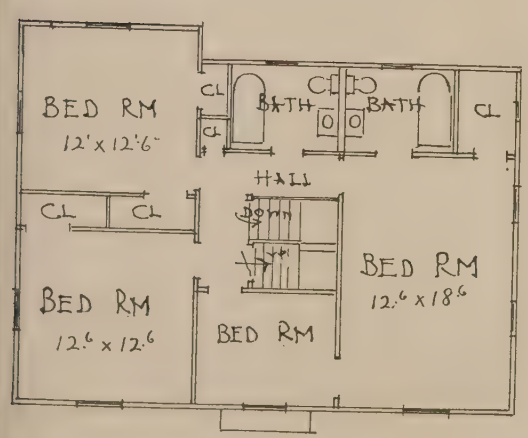 BED RM
12' x 12'6"
CL
CL
BATH
BATH
CL
HALL
DOWN
UP
CL
CL
BED RM
12.6 x 12.6
BED RM
BED RM
12.6 x 18.6